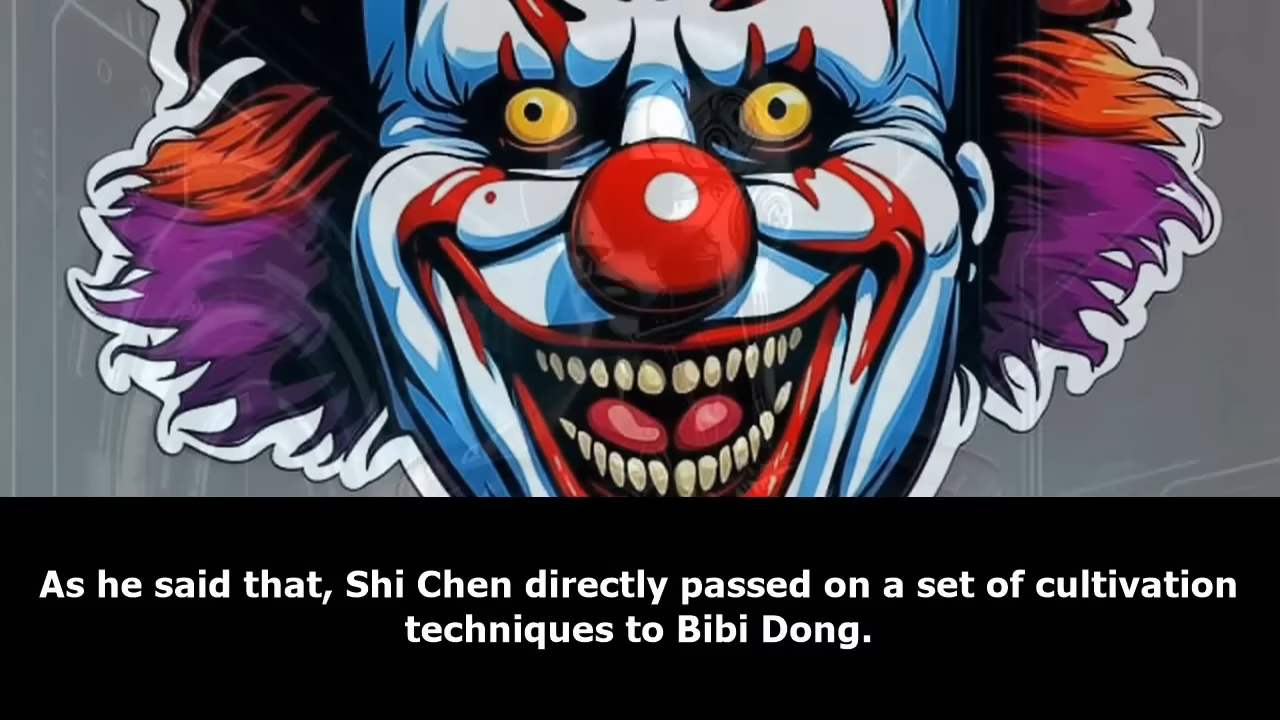 As he said that, Shi Chen directly passed on a set of cultivation
techniques to Bibi Dong.